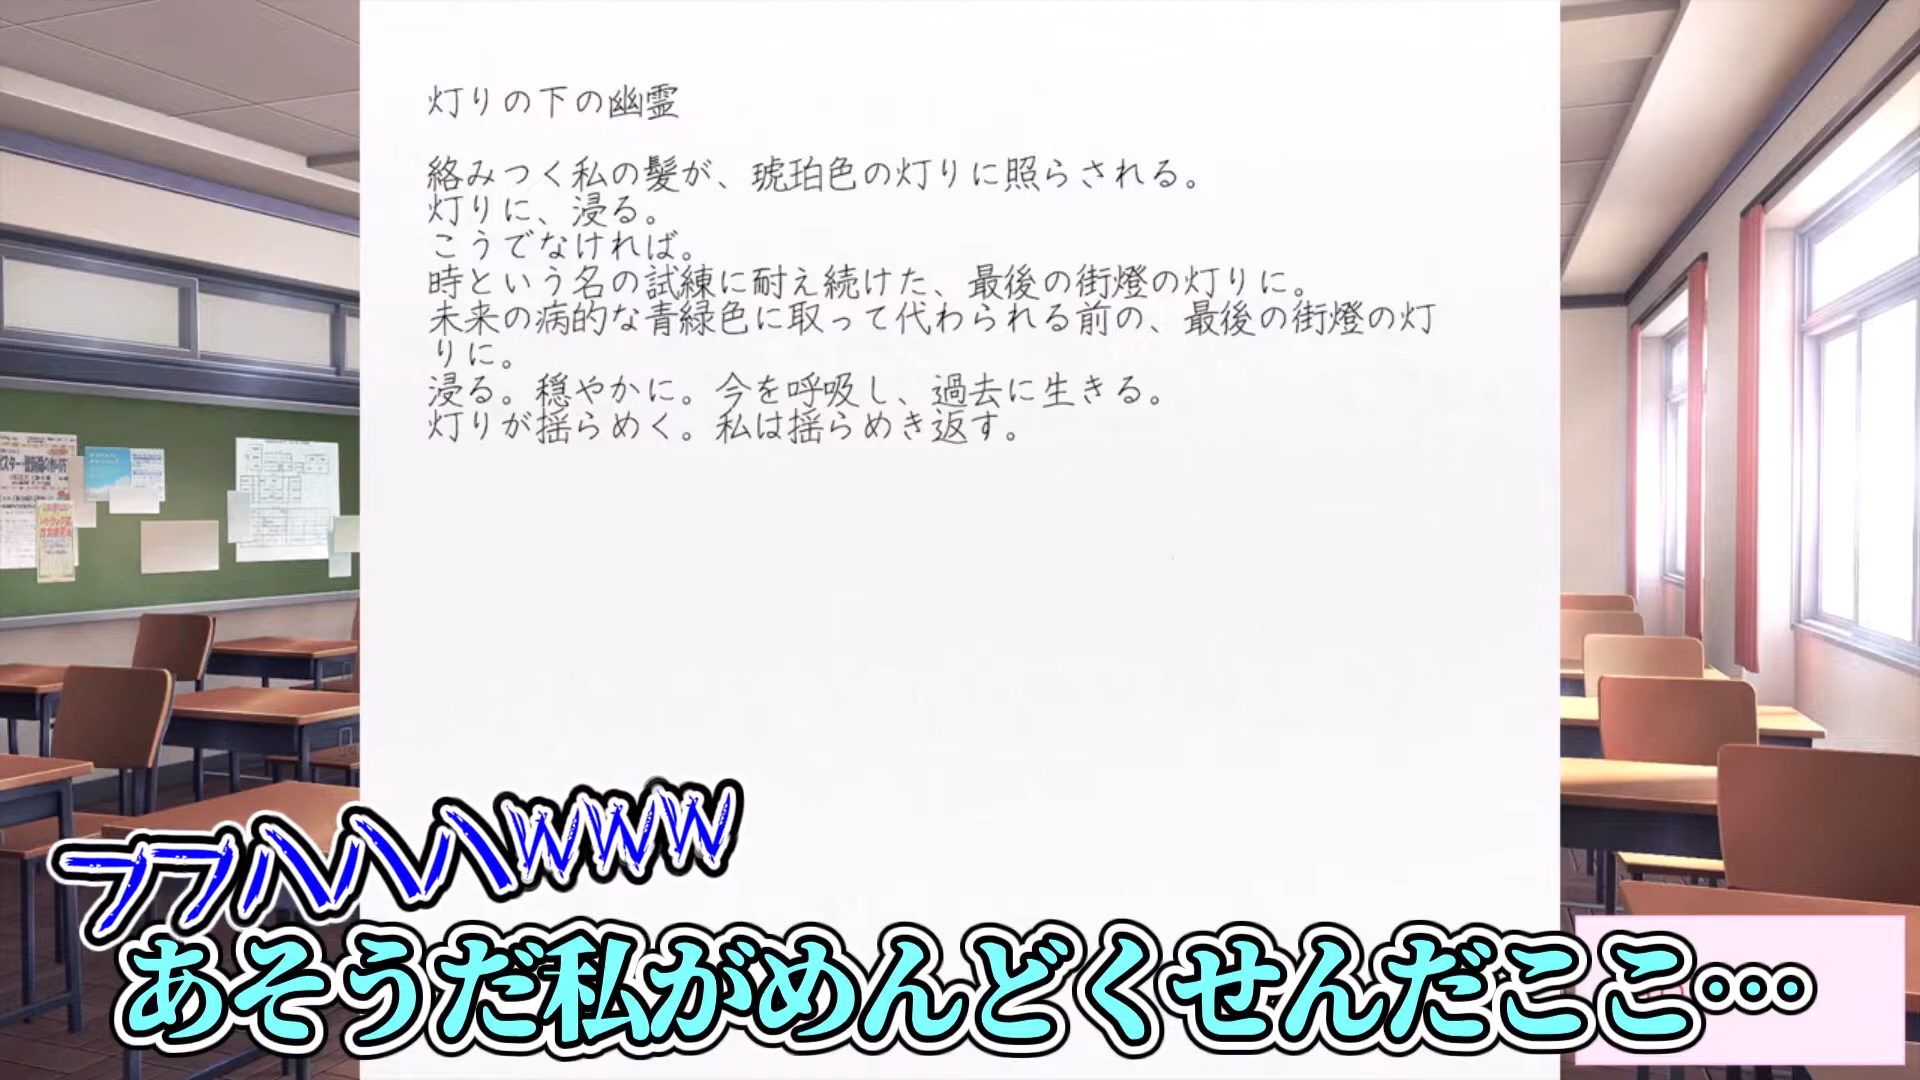 灯りの下の幽霊
絡みつく私の髪が、琥珀色の灯りに照らされる。
灯りに、浸る。
こうでなければ。
時という名の試練に耐え続けた、最後の街燈の灯りに。
未来の病的な青緑色に取って代わられる前の、最後の街燈の灯
りに。
浸る。穏やかに。今を呼吸し、過去に生きる。
灯りが揺らめく。私は揺らめき返す。
フフハハハwww
あそうだ私がめんどくせんだここ…